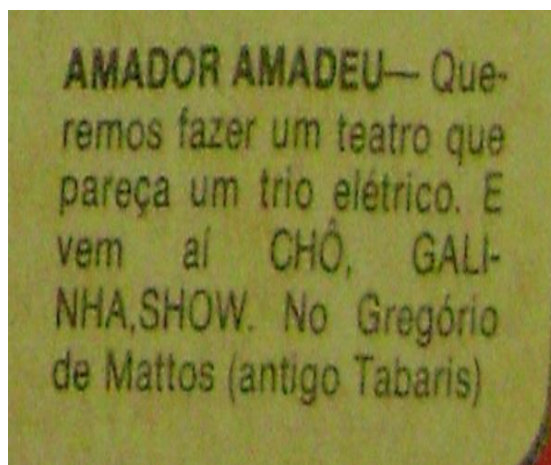 AMADOR AMADEU— Que-
remos fazer um teatro que
pareça um trio elétrico. E
vem aí CHÔ, GALI-
NHA,SHOW. No Gregório
de Mattos (antigo Tabaris)